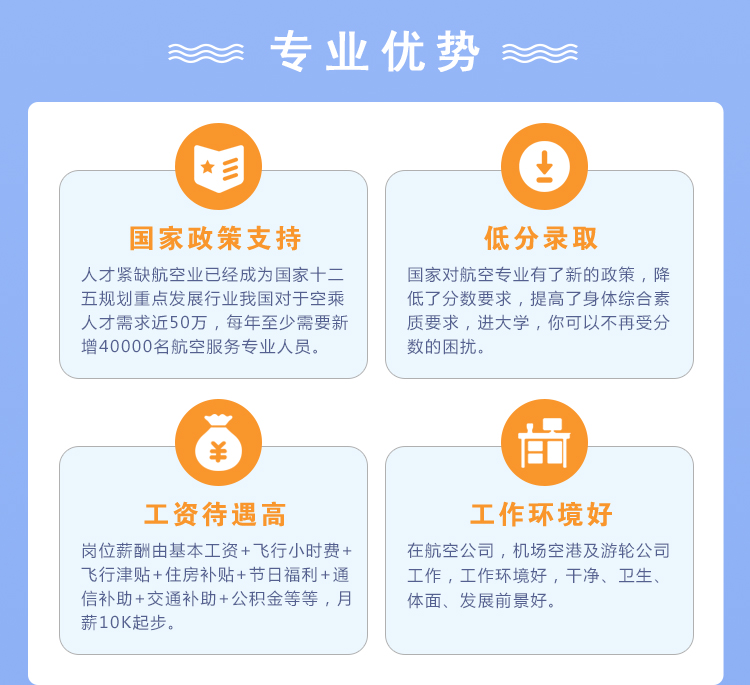 专业优势
国家政策支持
人才紧缺航空业已经成为国家十二
五规划重点发展行业我国对于空乘
人才需求近50万，每年至少需要新
增40000名航空服务专业人员。
低分录取
国家对航空专业有了新的政策，降
低了分数要求，提高了身体综合素
质要求，进大学，你可以不再受分
数的困扰。
工资待遇高
岗位薪酬由基本工资+飞行小时费+
飞行津贴+住房补贴+节日福利+通
信补助+交通补助+公积金等等，月
薪10K起步。
工作环境好
在航空公司，机场空港及游轮公司
工作，工作环境好，干净、卫生、
体面、发展前景好。